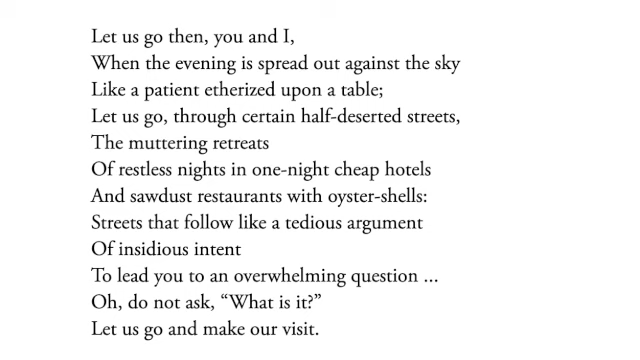 Let us go then, you and I,
When the evening is spread out against the sky
Like a patient etherized upon a table;
Let us go, through certain half-deserted streets,
The muttering retreats
Of restless nights in one-night cheap hotels
And sawdust restaurants with oyster-shells:
Streets that follow like a tedious argument
Of insidious intent
To lead you to an overwhelming question ...
Oh, do not ask, “What is it?”
Let us go and make our visit.